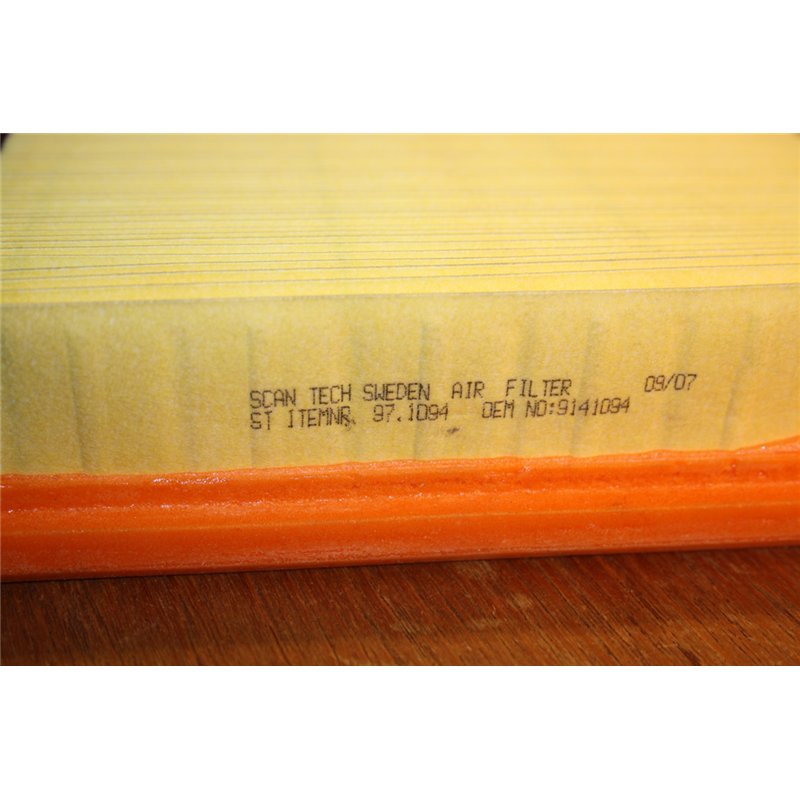 SCAN TECH SWEDEN AIR FILTER 09/07
ST ITEMNR. 97.1094 OEM NO:9141094